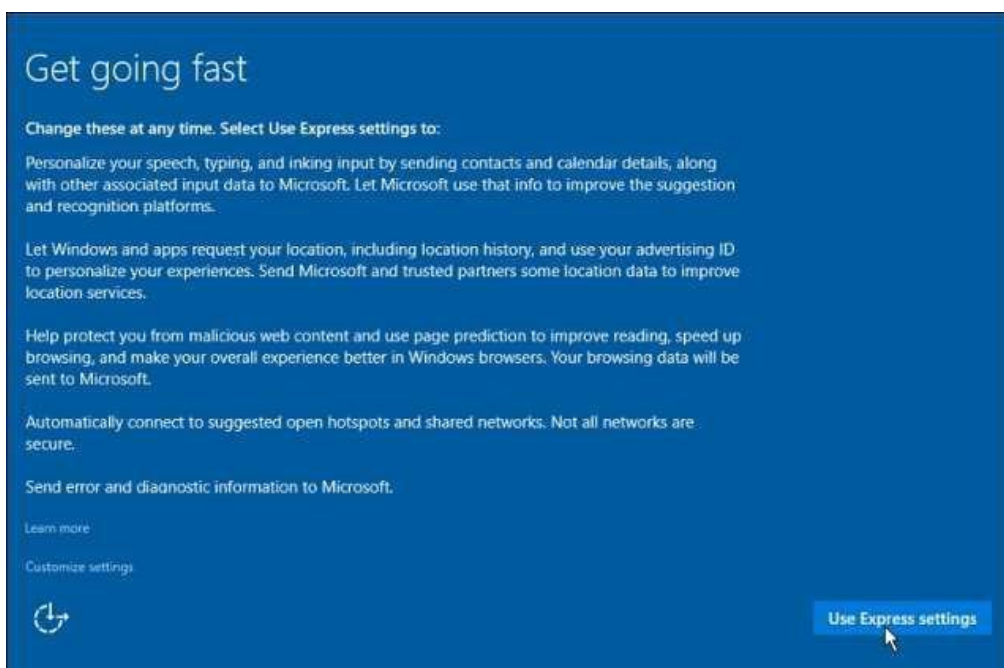 Get going fast
Change these at any time. Select Use Express settings to:
Personalize your speech, typing, and inking input by sending contacts and calendar details, along
with other associated input data to Microsoft. Let Microsoft use that info to improve the suggestion
and recognition platforms.
Let Windows and apps request your location, including location history, and use your advertising ID
to personalize your experiences. Send Microsoft and trusted partners some location data to improve
location services.
Help protect you from malicious web content and use page prediction to improve reading, speed up
browsing, and make your overall experience better in Windows browsers. Your browsing data will be
sent to Microsoft.
Automatically connect to suggested open hotspots and shared networks. Not all networks are
secure.
Send error and diagnostic information to Microsoft.
Learn more
Customize settings
Use Express settings